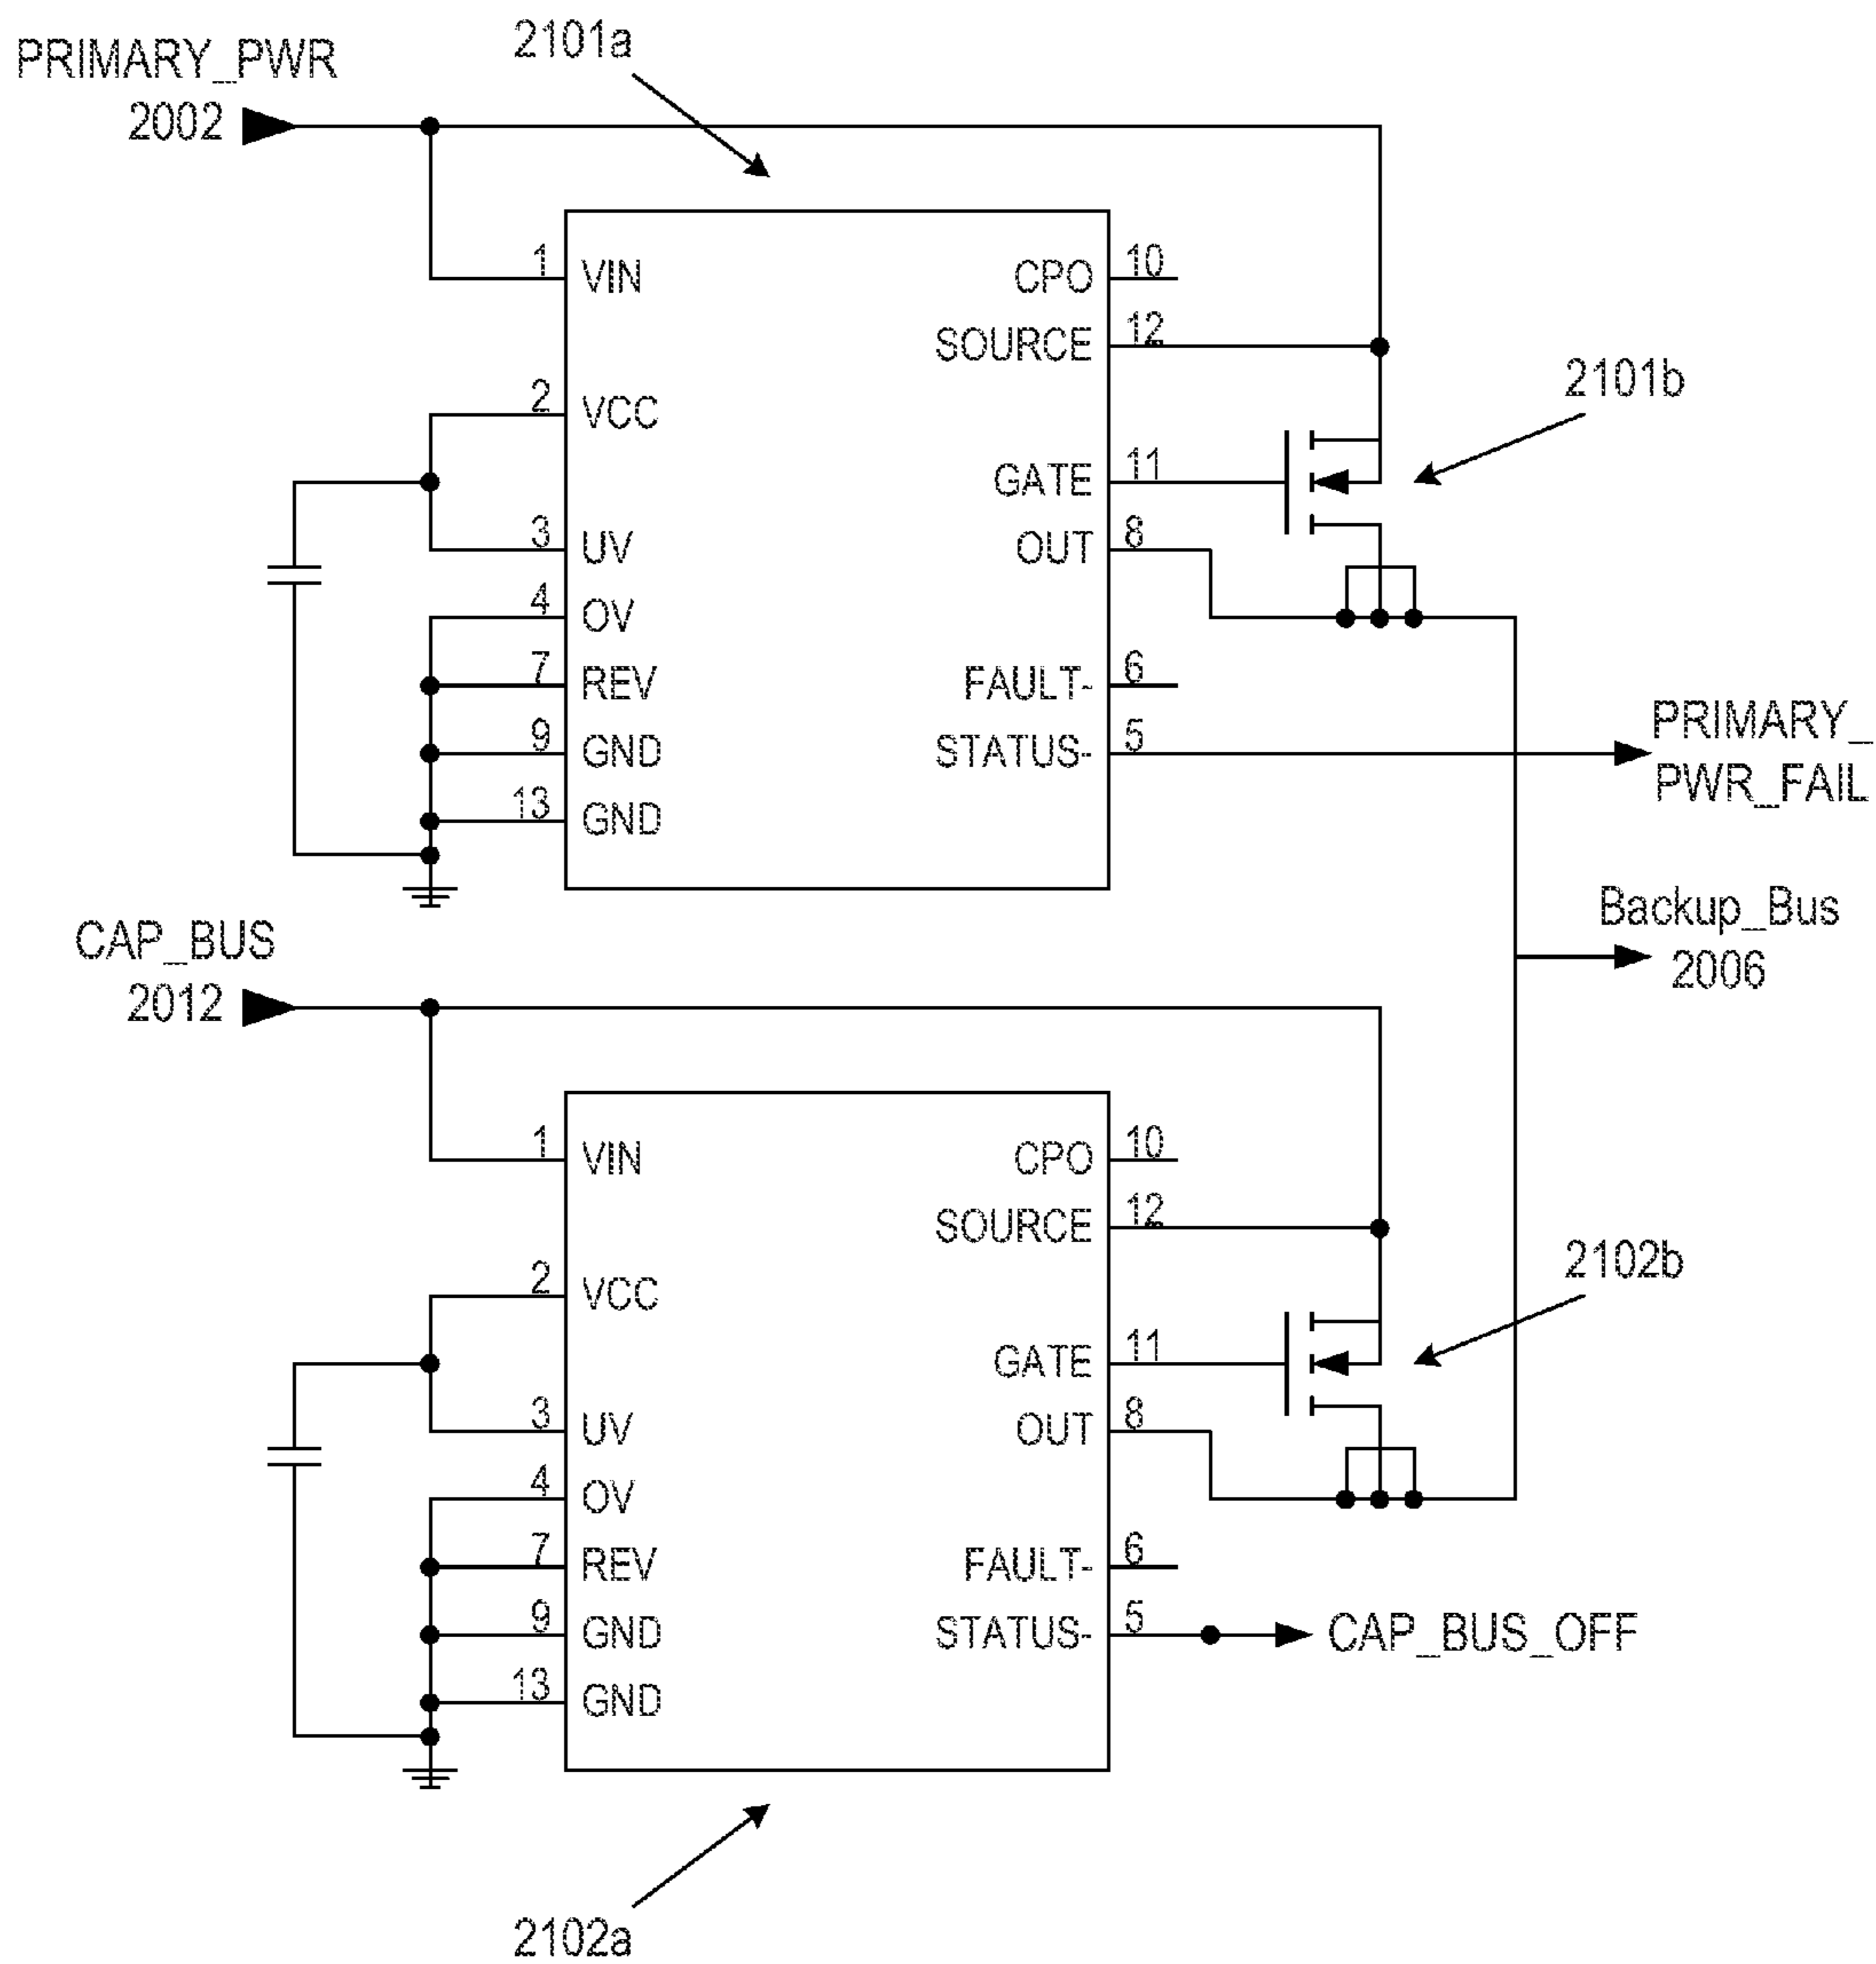 2101a
PRIMARY_PWR
2002
1 VIN
CPO 10
SOURCE 12
2101b
2 VCC
GATE 11
3 UV
OUT 8
4 OV
7 REV
FAULT- 6
9 GND
STATUS- 5
PRIMARY_
PWR_FAIL
13 GND
Backup_Bus
2006
CAP_BUS
2012
1 VIN
CPO 10
SOURCE 12
2102b
2 VCC
GATE 11
3 UV
OUT 8
4 OV
7 REV
FAULT- 6
9 GND
STATUS- 5
CAP_BUS_OFF
13 GND
2102a